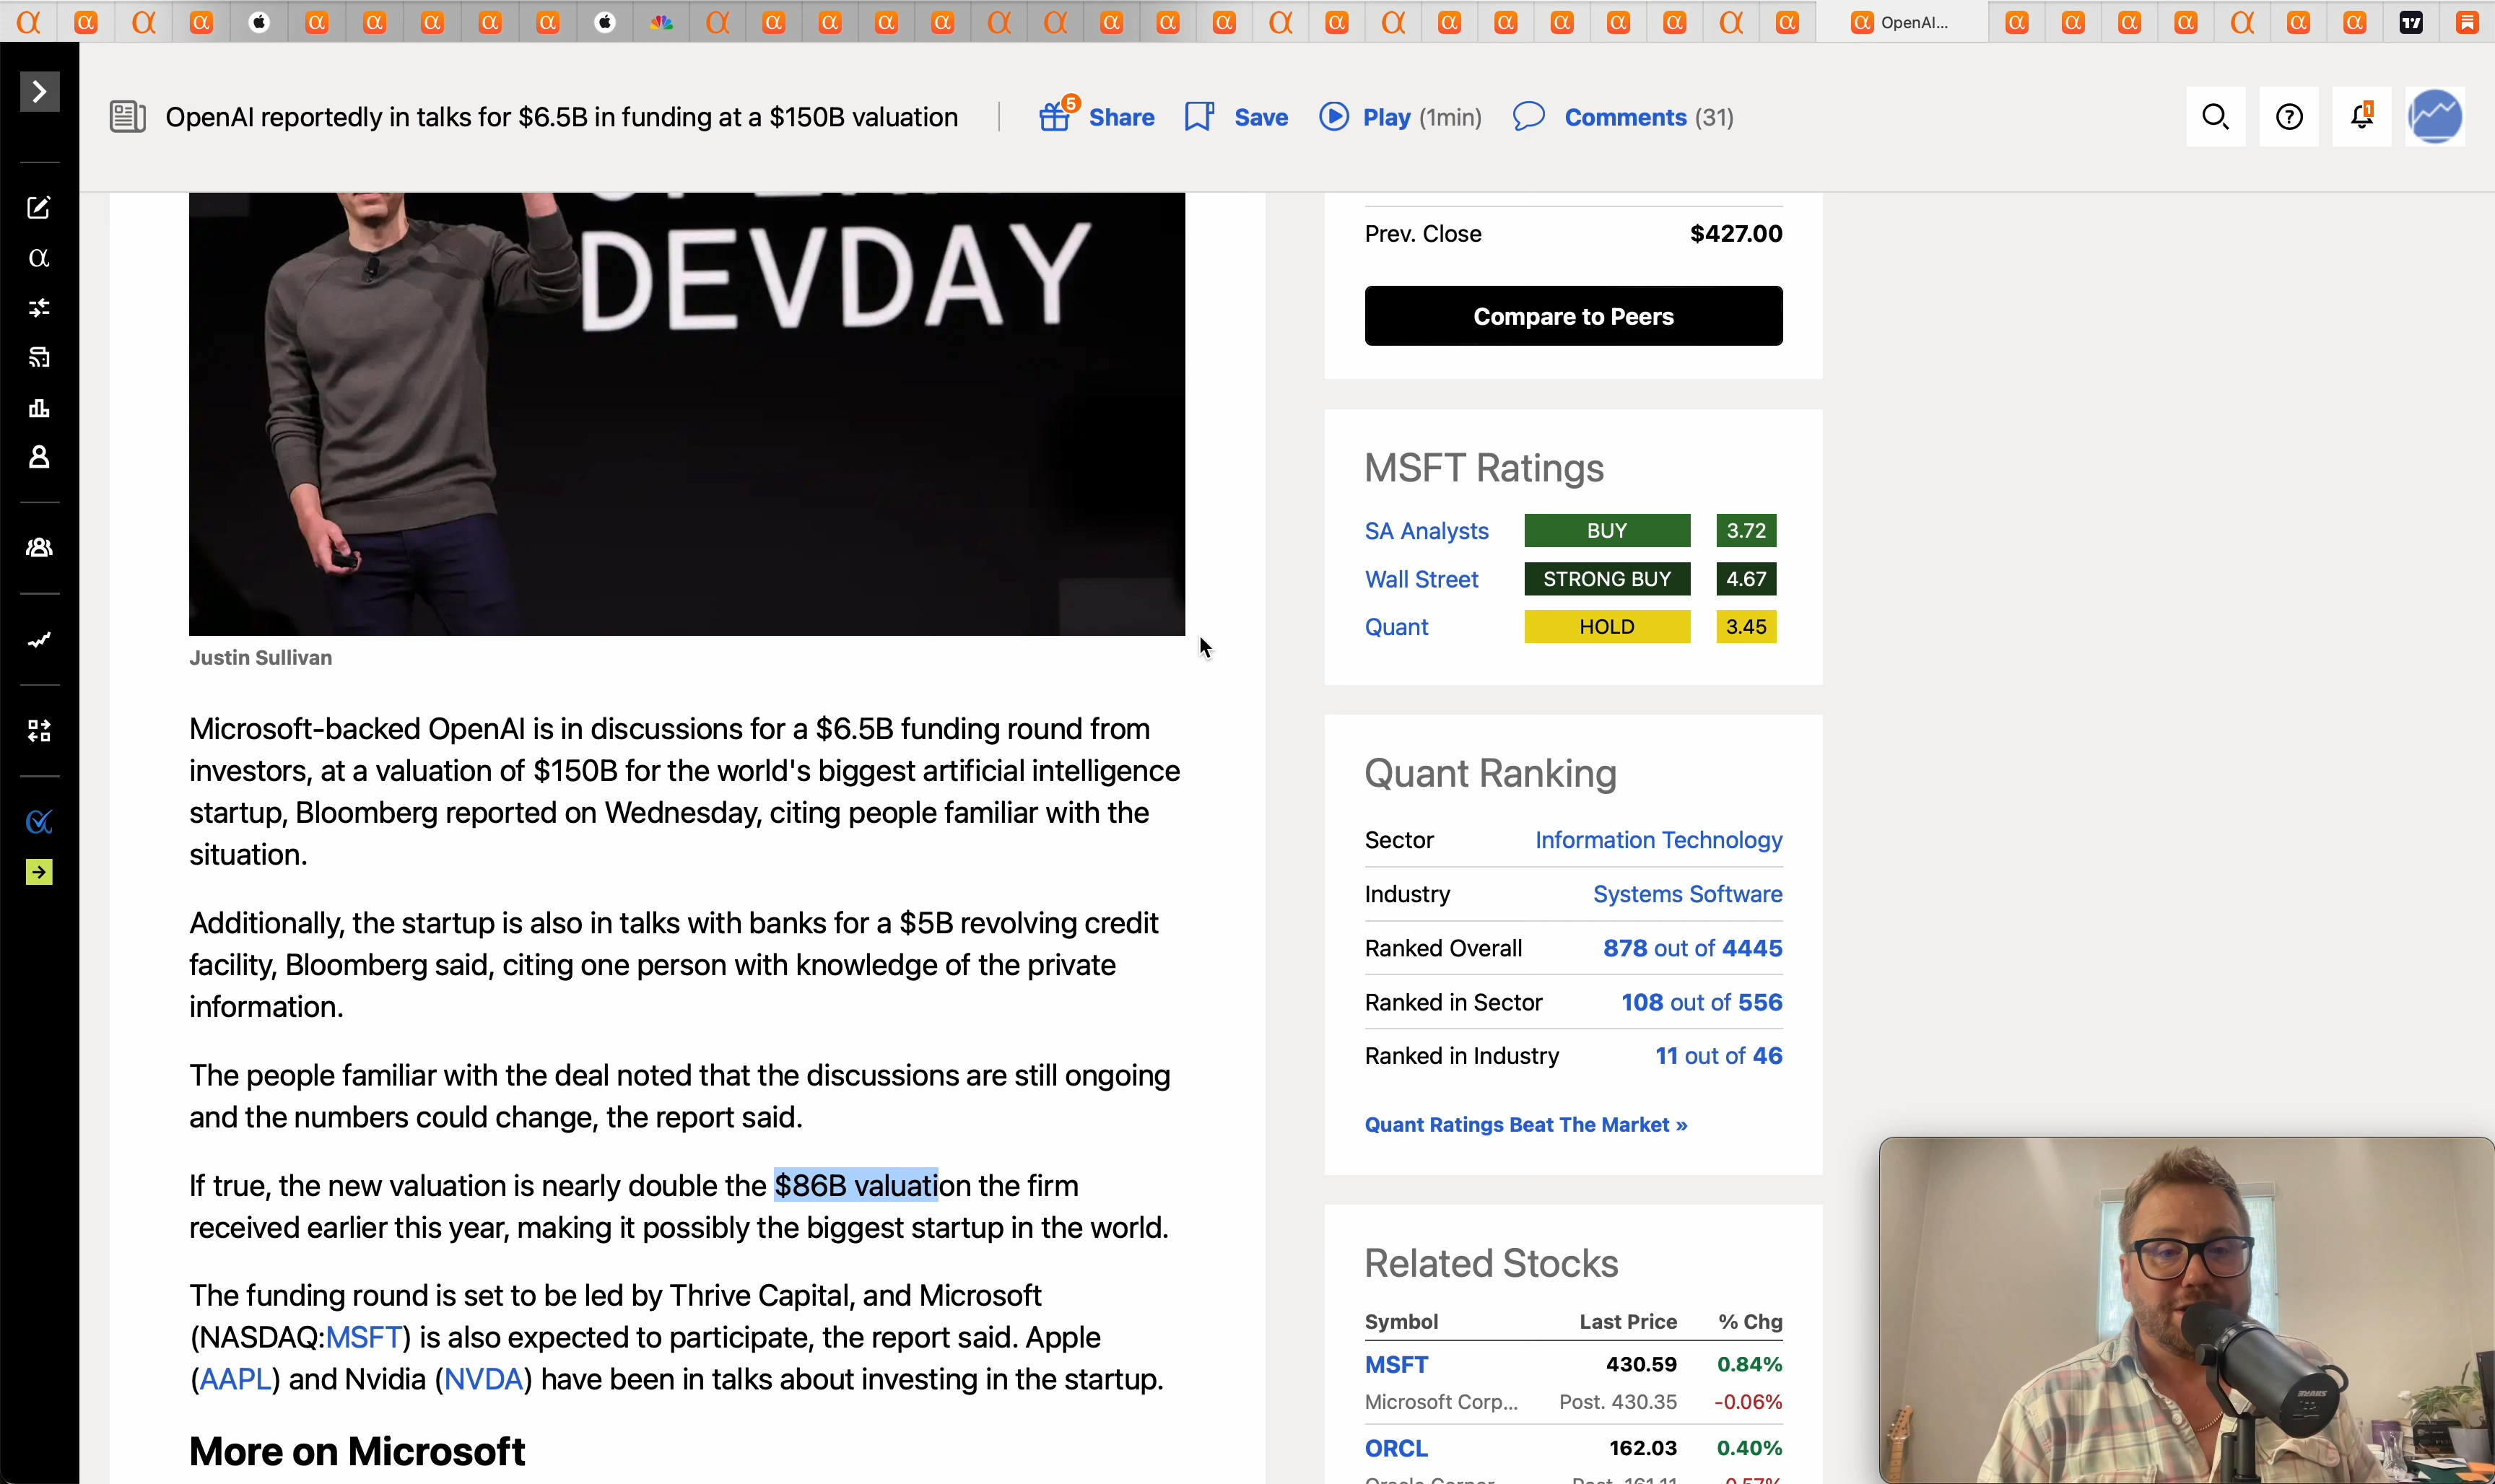 OpenAI...
OpenAI reportedly in talks for $6.5B in funding at a $150B valuation
5
Share
Save
Play (1min)
Comments (31)
1
DEVDAY
Justin Sullivan
Microsoft-backed OpenAI is in discussions for a $6.5B funding round from
investors, at a valuation of $150B for the world's biggest artificial intelligence
startup, Bloomberg reported on Wednesday, citing people familiar with the
situation.
Additionally, the startup is also in talks with banks for a $5B revolving credit
facility, Bloomberg said, citing one person with knowledge of the private
information.
The people familiar with the deal noted that the discussions are still ongoing
and the numbers could change, the report said.
If true, the new valuation is nearly double the $86B valuation the firm
received earlier this year, making it possibly the biggest startup in the world.
The funding round is set to be led by Thrive Capital, and Microsoft
(NASDAQ:MSFT) is also expected to participate, the report said. Apple
(AAPL) and Nvidia (NVDA) have been in talks about investing in the startup.
More on Microsoft
Prev. Close $427.00
Compare to Peers
MSFT Ratings
SA Analysts BUY 3.72
Wall Street STRONG BUY 4.67
Quant HOLD 3.45
Quant Ranking
Sector Information Technology
Industry Systems Software
Ranked Overall 878 out of 4445
Ranked in Sector 108 out of 556
Ranked in Industry 11 out of 46
Quant Ratings Beat The Market »
Related Stocks
Symbol Last Price % Chg
MSFT 430.59 0.84%
Microsoft Corp... Post. 430.35 -0.06%
ORCL 162.03 0.40%